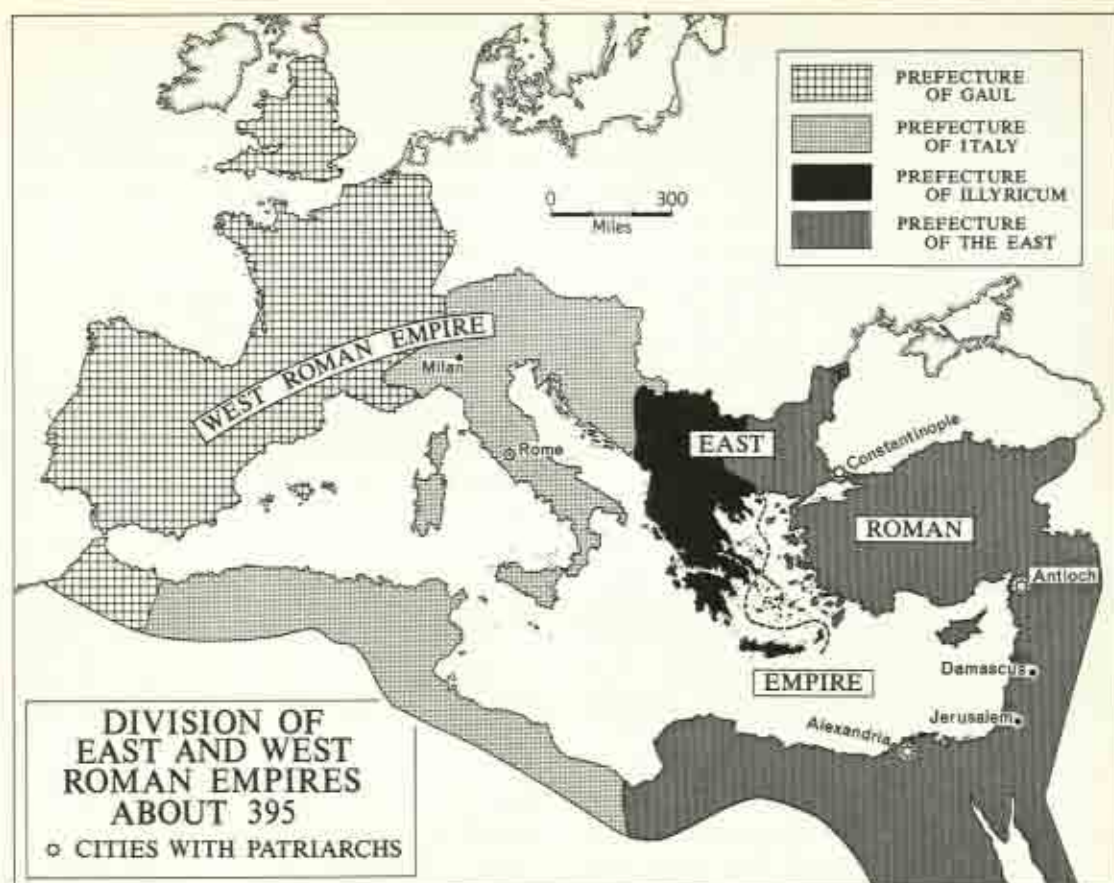 PREFECTURE
OF GAUL
PREFECTURE
OF ITALY
PREFECTURE
OF ILLYRICUM
PREFECTURE
OF THE EAST
0 300
Miles
WEST ROMAN EMPIRE
Milan
Rome
EAST
Constantinople
ROMAN
Antioch
EMPIRE
Damascus
Jerusalem
Alexandria
DIVISION OF
EAST AND WEST
ROMAN EMPIRES
ABOUT 395
CITIES WITH PATRIARCHS